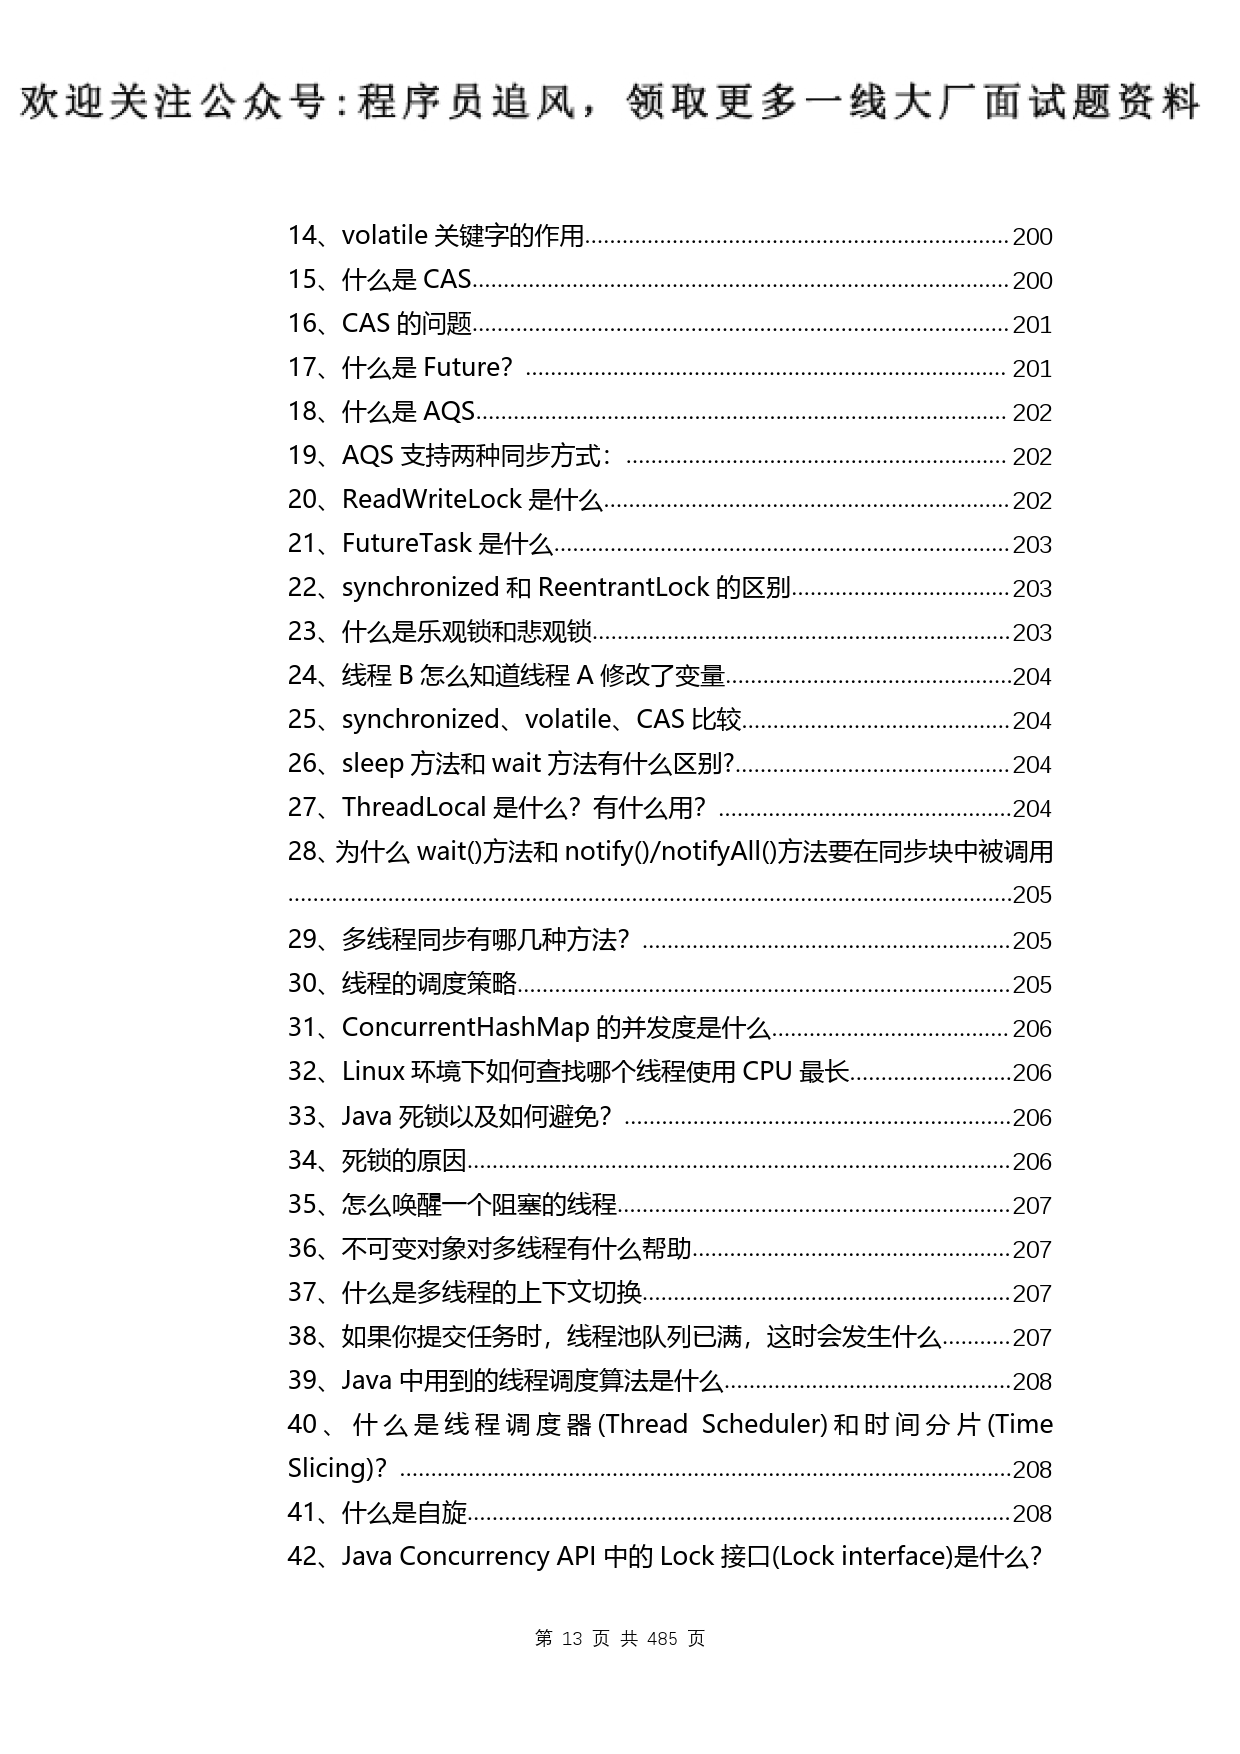 欢迎关注公众号:程序员追风，领取更多一线大厂面试题资料
14、volatile 关键字的作用....................200
15、什么是 CAS....................200
16、CAS 的问题....................201
17、什么是 Future？....................201
18、什么是 AQS....................202
19、AQS 支持两种同步方式：....................202
20、ReadWriteLock 是什么....................202
21、FutureTask 是什么....................203
22、synchronized 和 ReentrantLock 的区别....................203
23、什么是乐观锁和悲观锁....................203
24、线程 B 怎么知道线程 A 修改了变量....................204
25、synchronized、volatile、CAS 比较....................204
26、sleep 方法和 wait 方法有什么区别?....................204
27、ThreadLocal 是什么？有什么用？....................204
28、为什么 wait()方法和 notify()/notifyAll()方法要在同步块中被调用
....................205
29、多线程同步有哪几种方法？....................205
30、线程的调度策略....................205
31、ConcurrentHashMap 的并发度是什么....................206
32、Linux 环境下如何查找哪个线程使用 CPU 最长....................206
33、Java 死锁以及如何避免？....................206
34、死锁的原因....................206
35、怎么唤醒一个阻塞的线程....................207
36、不可变对象对多线程有什么帮助....................207
37、什么是多线程的上下文切换....................207
38、如果你提交任务时，线程池队列已满，这时会发生什么...........207
39、Java 中用到的线程调度算法是什么....................208
40、什么是线程调度器(Thread Scheduler)和时间分片(Time
Slicing)？....................208
41、什么是自旋....................208
42、Java Concurrency API 中的 Lock 接口(Lock interface)是什么？
第 13 页 共 485 页